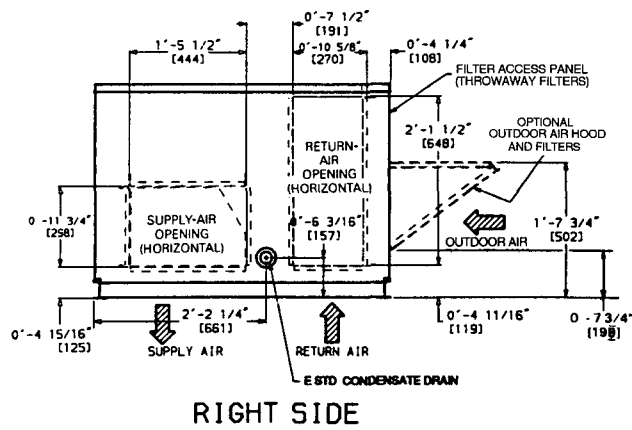 0'-7 1/2"
[191]
1'-5 1/2"
[444]
0'-10 5/8"
[270]
0'-4 1/4"
[108]
FILTER ACCESS PANEL
(THROWAWAY FILTERS)
OPTIONAL
OUTDOOR AIR HOOD
AND FILTERS
2'-1 1/2"
[648]
RETURN-
AIR
OPENING
(HORIZONTAL)
0 -11 3/4"
[298]
SUPPLY-AIR
OPENING
(HORIZONTAL)
'-6 3/16"
[157]
1'-7 3/4"
[502]
OUTDOOR AIR
0'-4 15/16"
[125]
2'-2 1/4"
[661]
SUPPLY AIR
RETURN AIR
0'-4 11/16"
[119]
0 -7 3/4"
E STD CONDENSATE DRAIN
RIGHT SIDE